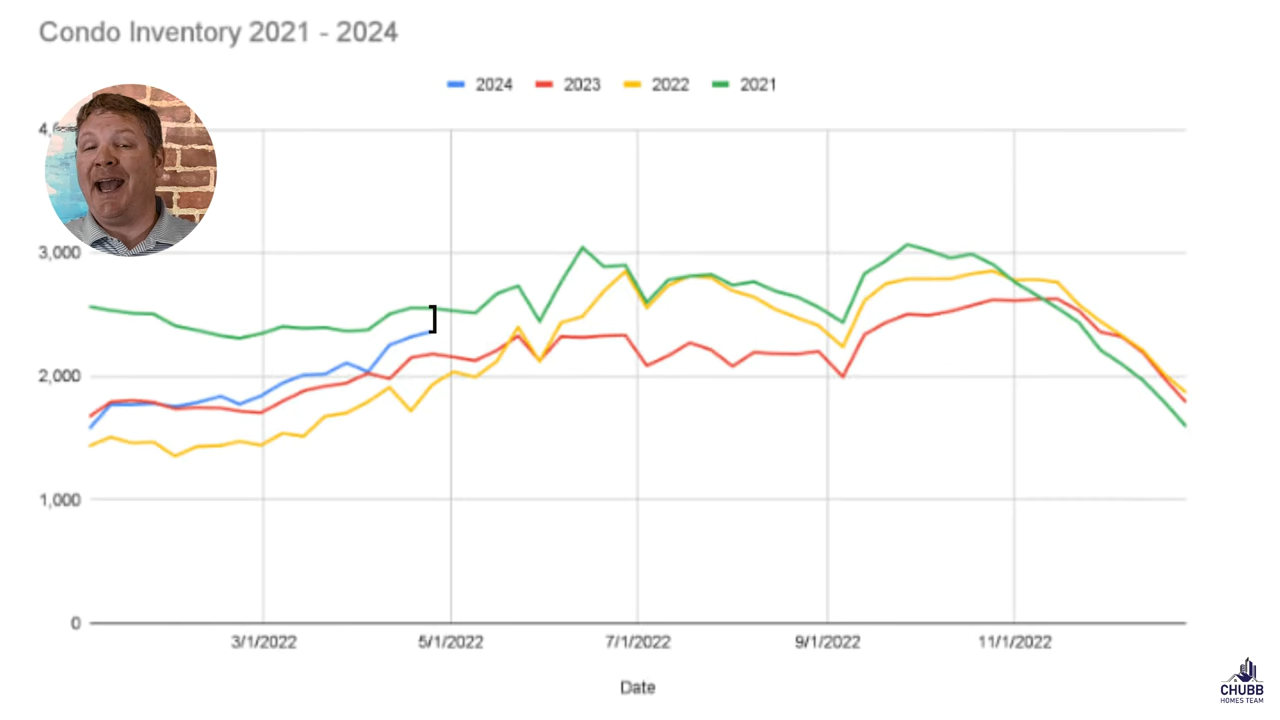 Condo Inventory 2021 - 2024
2024 2023 2022 2021
3,000
2,000
1,000
0
3/1/2022 5/1/2022 7/1/2022 9/1/2022 11/1/2022
Date
CHUBB
HOMES TEAM